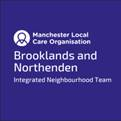 Manchester Local
Care Organisation
Brooklands and
Northenden
Integrated Neighbourhood Team